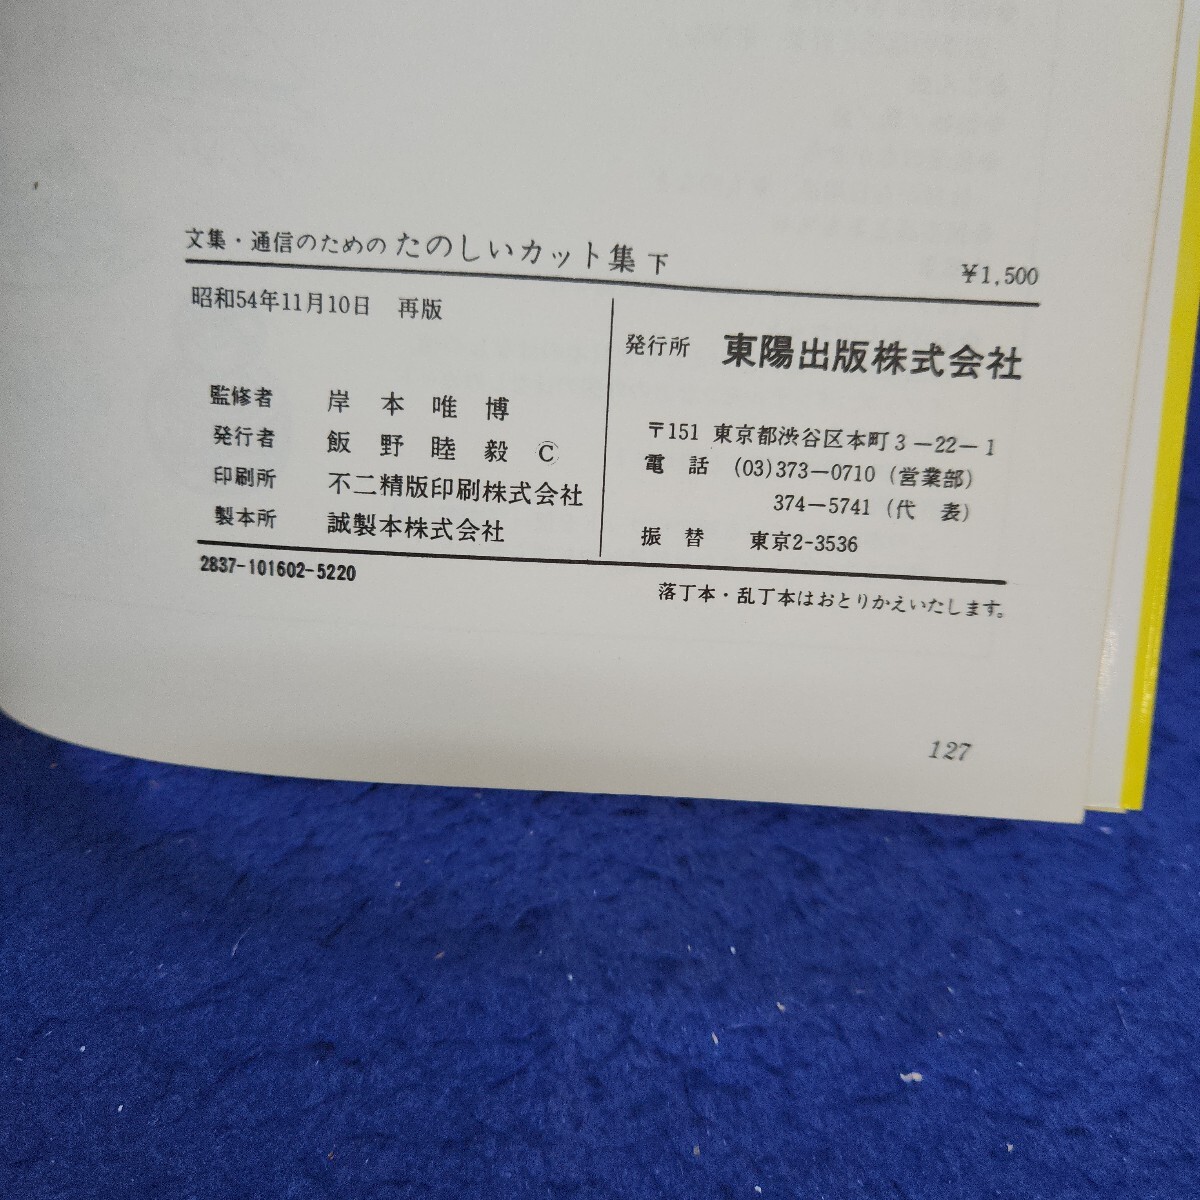 文集・通信のための たのしいカット集 下
¥1,500
昭和54年11月10日　再版
監修者　岸本唯博
発行者　飯野睦毅 ©
印刷所　不二精版印刷株式会社
製本所　誠製本株式会社
発行所　東陽出版株式会社
〒151 東京都渋谷区本町3-22-1
電話 (03)373-0710 (営業部)
374-5741 (代表)
振替　東京2-3536
2837-101602-5220
落丁本・乱丁本はおとりかえいたします。
127